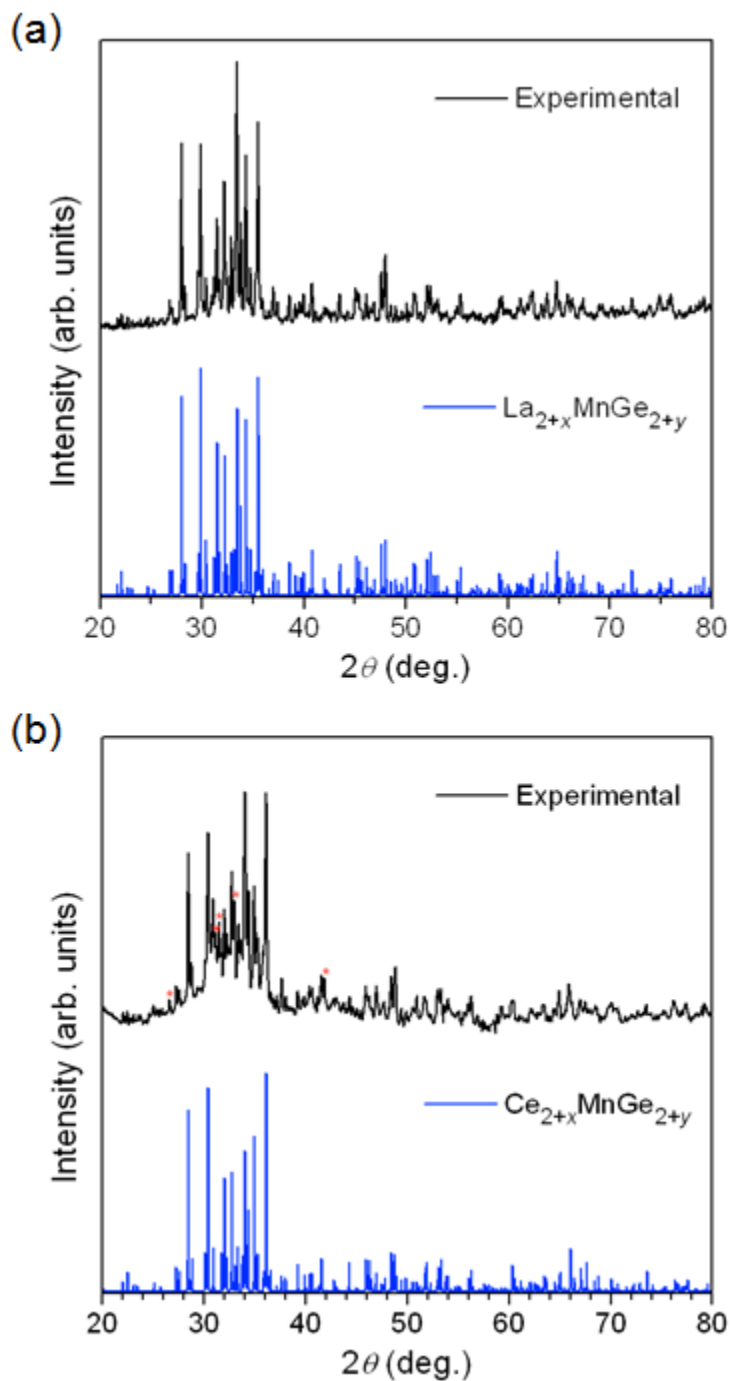 (a)
Experimental
La2+xMnGe2+y
Intensity (arb. units)
20 30 40 50 60 70 80
2θ (deg.)
(b)
Experimental
*
*
*
*
*
Ce2+xMnGe2+y
Intensity (arb. units)
20 30 40 50 60 70 80
2θ (deg.)